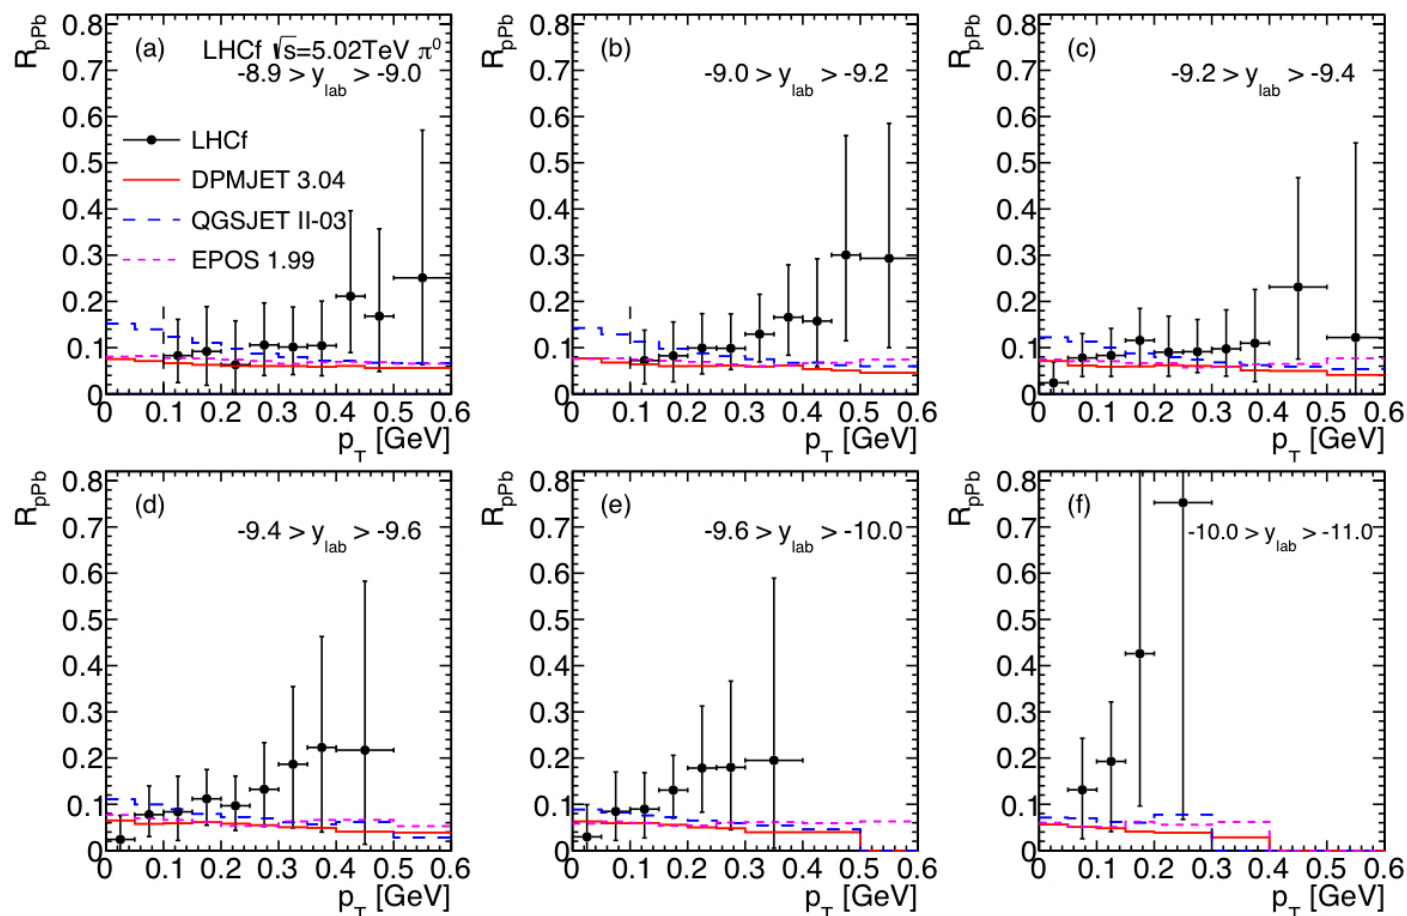 R_pPb
0.8
0.7
0.6
0.5
0.4
0.3
0.2
0.1
0
(a) LHCf √s=5.02TeV π⁰
-8.9 > y_lab > -9.0
LHCf
DPMJET 3.04
QGSJET II-03
EPOS 1.99
0 0.1 0.2 0.3 0.4 0.5 0.6
p_T [GeV]
R_pPb
0.8
0.7
0.6
0.5
0.4
0.3
0.2
0.1
0
(b)
-9.0 > y_lab > -9.2
0 0.1 0.2 0.3 0.4 0.5 0.6
p_T [GeV]
R_pPb
0.8
0.7
0.6
0.5
0.4
0.3
0.2
0.1
0
(c)
-9.2 > y_lab > -9.4
0 0.1 0.2 0.3 0.4 0.5 0.6
p_T [GeV]
R_pPb
0.8
0.7
0.6
0.5
0.4
0.3
0.2
0.1
0
(d)
-9.4 > y_lab > -9.6
0 0.1 0.2 0.3 0.4 0.5 0.6
p_T [GeV]
R_pPb
0.8
0.7
0.6
0.5
0.4
0.3
0.2
0.1
0
(e)
-9.6 > y_lab > -10.0
0 0.1 0.2 0.3 0.4 0.5 0.6
p_T [GeV]
R_pPb
0.8
0.7
0.6
0.5
0.4
0.3
0.2
0.1
0
(f)
-10.0 > y_lab > -11.0
0 0.1 0.2 0.3 0.4 0.5 0.6
p_T [GeV]